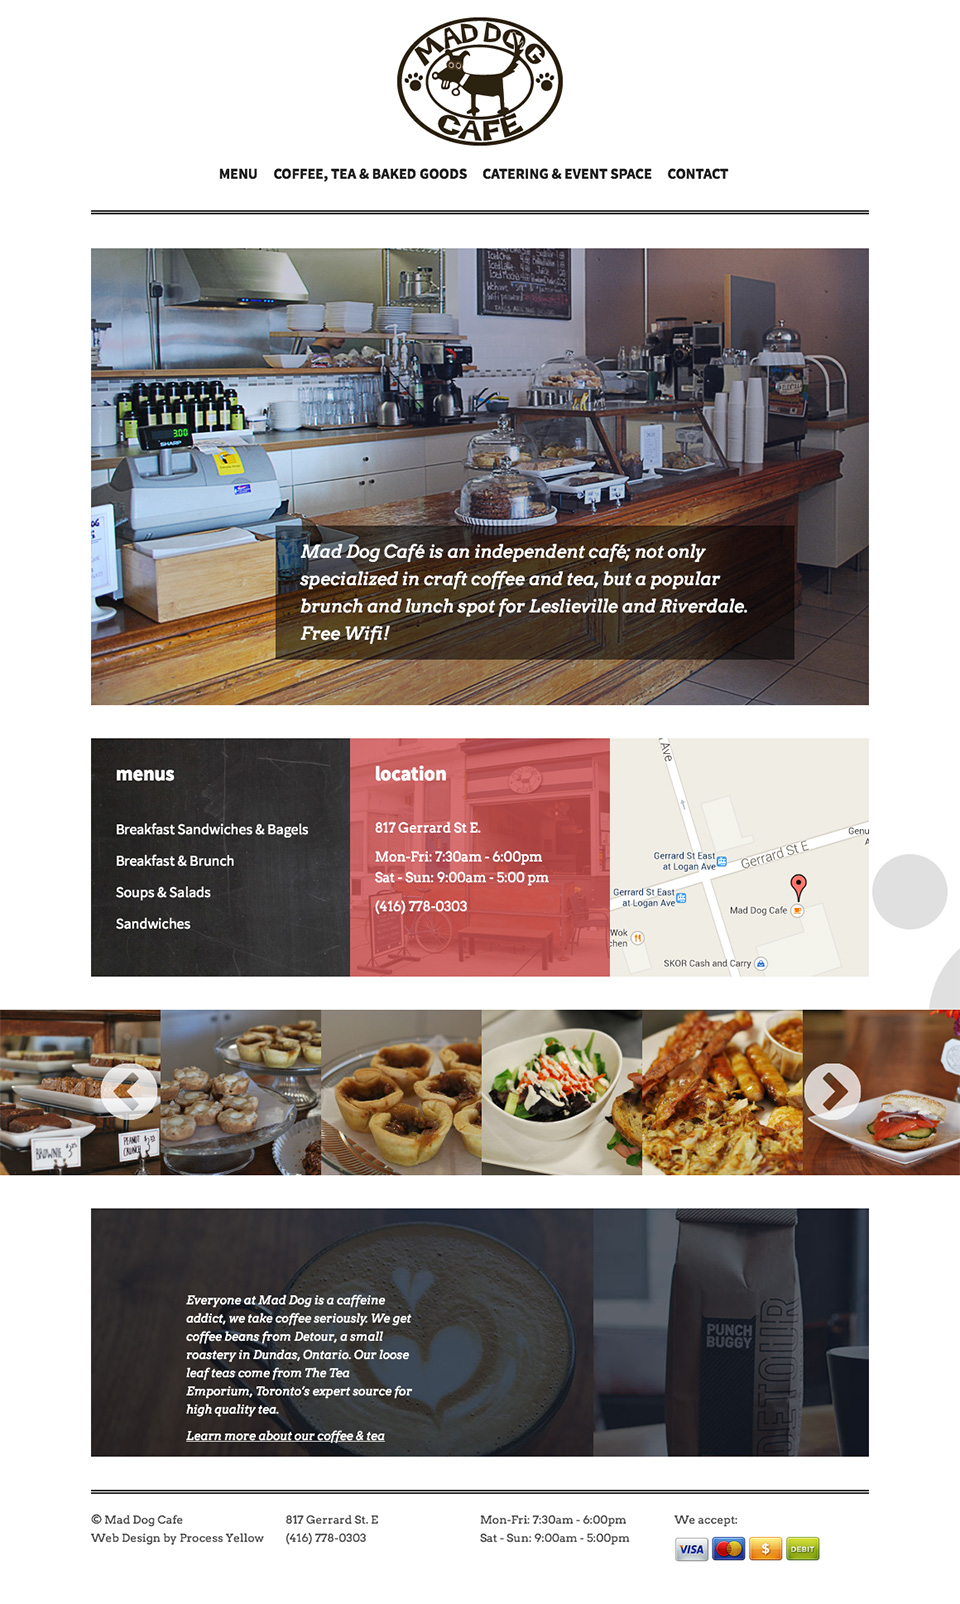 MAD DOG
CAFE
MENU COFFEE, TEA & BAKED GOODS CATERING & EVENT SPACE CONTACT
3.00
SHARP
Mad Dog Café is an independent café; not only
specialized in craft coffee and tea, but a popular
brunch and lunch spot for Leslieville and Riverdale.
Free Wifi!
menus
Breakfast Sandwiches & Bagels
Breakfast & Brunch
Soups & Salads
Sandwiches
location
817 Gerrard St E.
Mon-Fri: 7:30am - 6:00pm
Sat - Sun: 9:00am - 5:00 pm
(416) 778-0303
Ave
Genu
Gerrard St E
Gerrard St East
at Logan Ave
Gerrard St East
at Logan Ave
Mad Dog Cafe
Wok
chen
SKOR Cash and Carry
BROWNIE
PEANUT
CRUNCH
Everyone at Mad Dog is a caffeine
addict, we take coffee seriously. We get
coffee beans from Detour, a small
roastery in Dundas, Ontario. Our loose
leaf teas come from The Tea
Emporium, Toronto's expert source for
high quality tea.
Learn more about our coffee & tea
PUNCH
BUGGY
DETOUR
© Mad Dog Cafe
Web Design by Process Yellow
817 Gerrard St. E
(416) 778-0303
Mon-Fri: 7:30am - 6:00pm
Sat - Sun: 9:00am - 5:00pm
We accept:
VISA MasterCard $ DEBIT